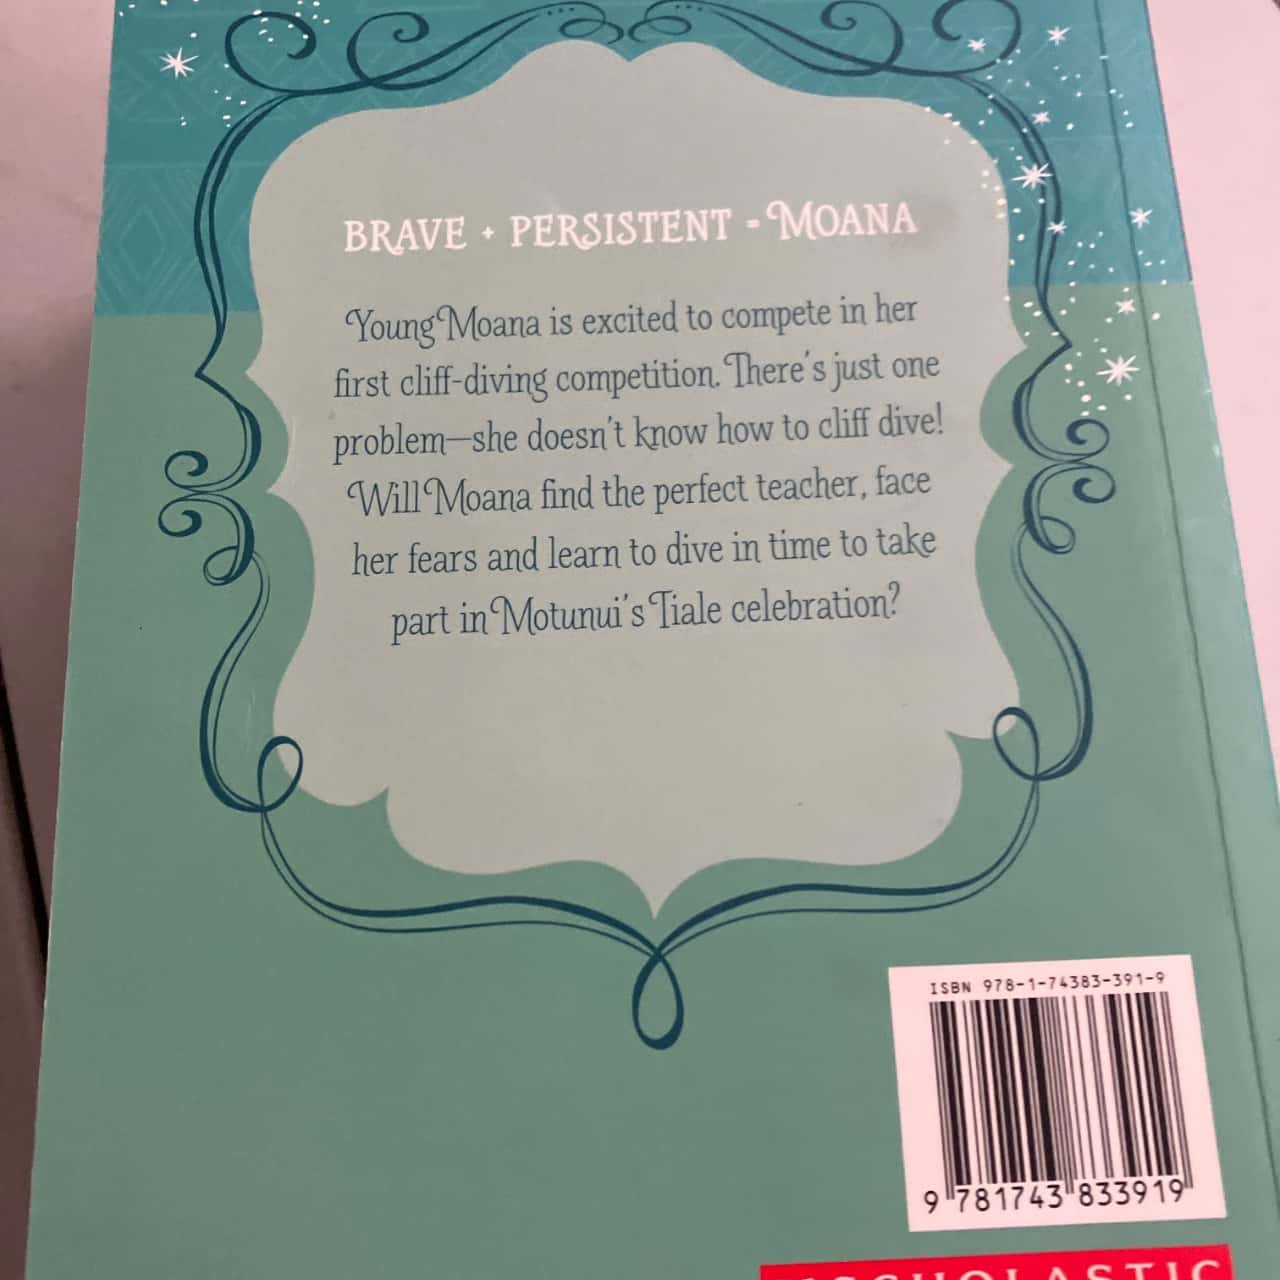 BRAVE + PERSISTENT = MOANA
Young Moana is excited to compete in her
first cliff-diving competition. There's just one
problem—she doesn't know how to cliff dive!
Will Moana find the perfect teacher, face
her fears and learn to dive in time to take
part in Motunui's Tiale celebration?
ISBN 978-1-74383-391-9
9 781743 833919
SCHOLASTIC